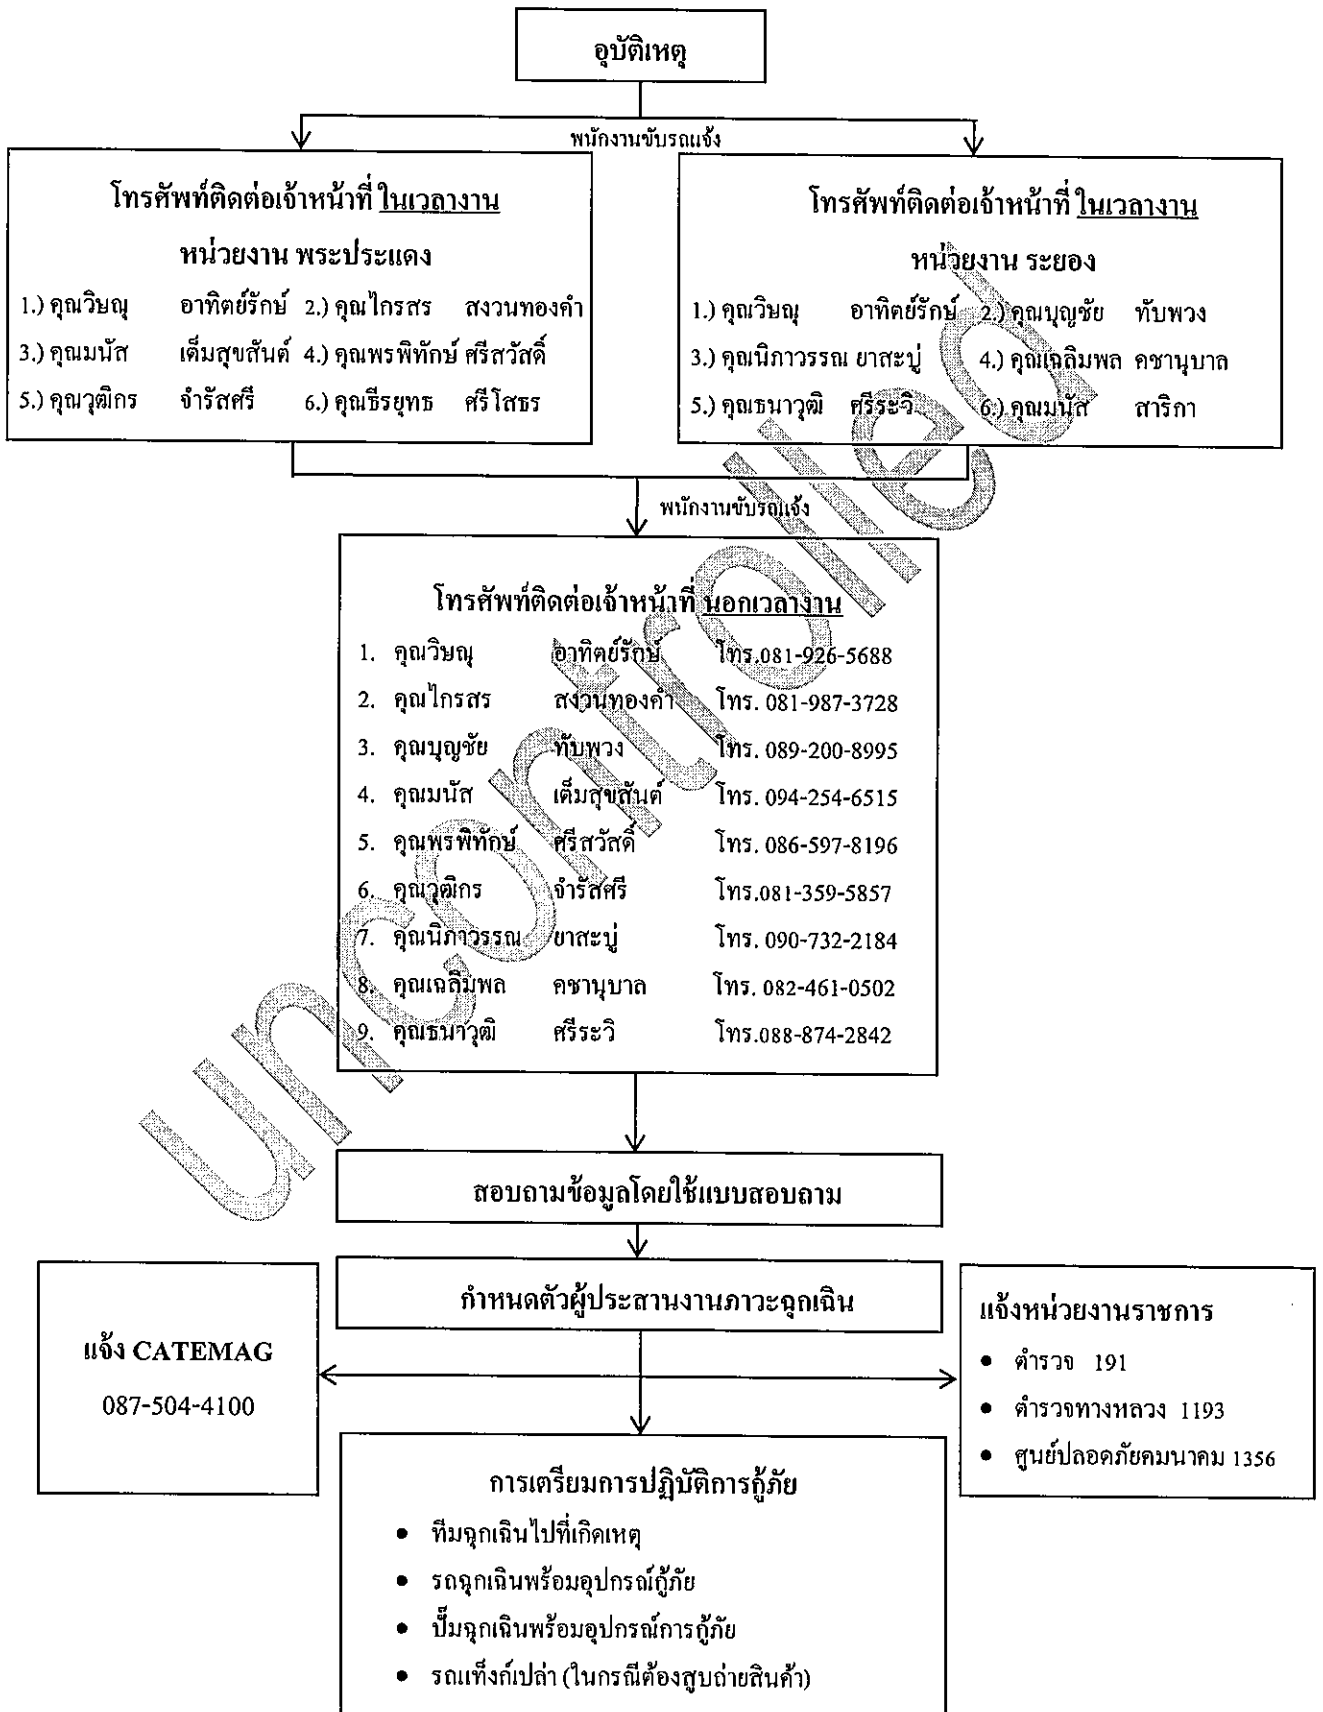 อุบัติเหตุ
พนักงานขับรถแจ้ง
โทรศัพท์ติดต่อเจ้าหน้าที่ ในเวลางาน
หน่วยงาน พระประแดง
1.) คุณวิษณุ อาทิตย์รักษ์ 2.) คุณไกรสร สงวนทองคำ
3.) คุณมนัส เต็มสุขสันต์ 4.) คุณพรพิทักษ์ ศรีสวัสดิ์
5.) คุณวุฒิกร จำรัสศรี 6.) คุณธีรยุทธ ศรีโสธร
โทรศัพท์ติดต่อเจ้าหน้าที่ ในเวลางาน
หน่วยงาน ระยอง
1.) คุณวิษณุ อาทิตย์รักษ์ 2.) คุณบุญชัย ทับพวง
3.) คุณนิภาวรรณ ยาสะบู่ 4.) คุณเฉลิมพล คชานุบาล
5.) คุณธนาวุฒิ ศรีระวิ 6.) คุณมนัส สาริกา
พนักงานขับรถแจ้ง
โทรศัพท์ติดต่อเจ้าหน้าที่ นอกเวลางาน
1. คุณวิษณุ อาทิตย์รักษ์ โทร.081-926-5688
2. คุณไกรสร สงวนทองคำ โทร. 081-987-3728
3. คุณบุญชัย ทับพวง โทร. 089-200-8995
4. คุณมนัส เต็มสุขสันต์ โทร. 094-254-6515
5. คุณพรพิทักษ์ ศรีสวัสดิ์ โทร. 086-597-8196
6. คุณวุฒิกร จำรัสศรี โทร.081-359-5857
7. คุณนิภาวรรณ ยาสะบู่ โทร. 090-732-2184
8. คุณเฉลิมพล คชานุบาล โทร. 082-461-0502
9. คุณธนาวุฒิ ศรีระวิ โทร.088-874-2842
uncontrolled
สอบถามข้อมูลโดยใช้แบบสอบถาม
กำหนดตัวผู้ประสานงานภาวะฉุกเฉิน
แจ้ง CATEMAG
087-504-4100
แจ้งหน่วยงานราชการ
• ตำรวจ 191
• ตำรวจทางหลวง 1193
• ศูนย์ปลอดภัยคมนาคม 1356
การเตรียมการปฏิบัติการกู้ภัย
• ทีมฉุกเฉินไปที่เกิดเหตุ
• รถฉุกเฉินพร้อมอุปกรณ์กู้ภัย
• ปั๊มฉุกเฉินพร้อมอุปกรณ์การกู้ภัย
• รถแท็งก์เปล่า (ในกรณีต้องสูบถ่ายสินค้า)